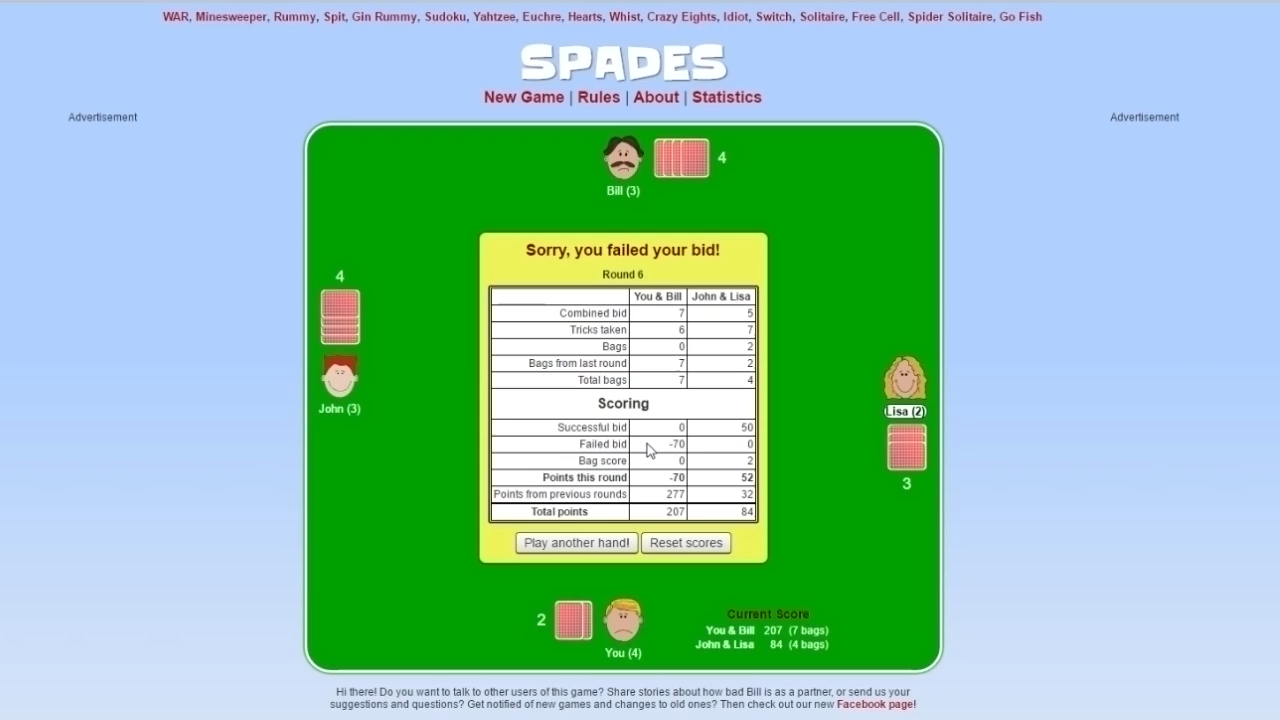 WAR, Minesweeper, Rummy, Spit, Gin Rummy, Sudoku, Yahtzee, Euchre, Hearts, Whist, Crazy Eights, Idiot, Switch, Solitaire, Free Cell, Spider Solitaire, Go Fish
SPADES
New Game | Rules | About | Statistics
Advertisement
Advertisement
4
Bill (3)
Sorry, you failed your bid!
Round 6
You & Bill John & Lisa
Combined bid 7 5
Tricks taken 6 7
Bags 0 2
Bags from last round 7 2
Total bags 7 4
Scoring
Successful bid 0 50
Failed bid -70 0
Bag score 0 2
Points this round -70 52
Points from previous rounds 277 32
Total points 207 84
Play another hand! Reset scores
4
John (3)
Lisa (2)
3
2
You (4)
Current Score
You & Bill 207 (7 bags)
John & Lisa 84 (4 bags)
Hi there! Do you want to talk to other users of this game? Share stories about how bad Bill is as a partner, or send us your
suggestions and questions? Get notified of new games and changes to old ones? Then check out our new Facebook page!